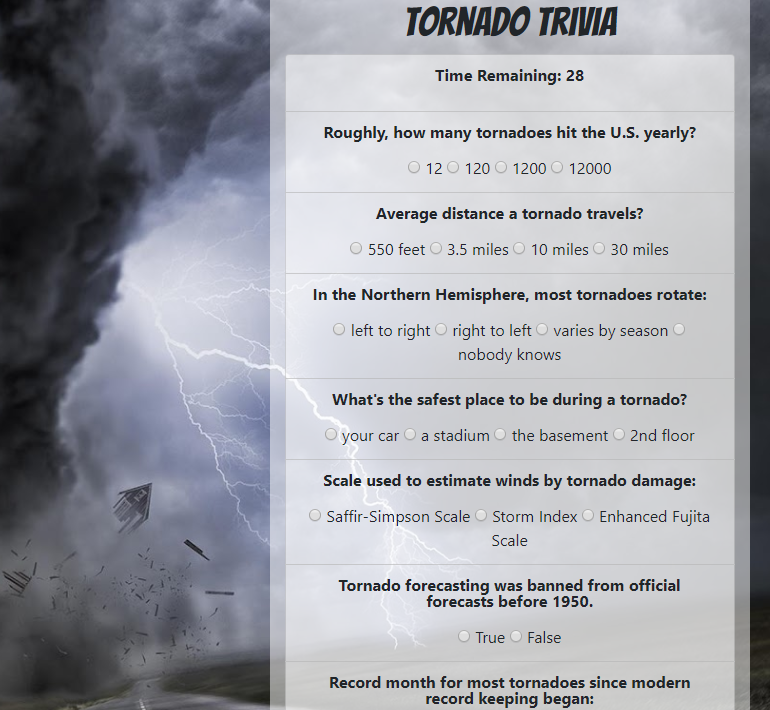 TORNADO TRIVIA
Time Remaining: 28
Roughly, how many tornadoes hit the U.S. yearly?
12 120 1200 12000
Average distance a tornado travels?
550 feet 3.5 miles 10 miles 30 miles
In the Northern Hemisphere, most tornadoes rotate:
left to right right to left varies by season
nobody knows
What's the safest place to be during a tornado?
your car a stadium the basement 2nd floor
Scale used to estimate winds by tornado damage:
Saffir-Simpson Scale Storm Index Enhanced Fujita
Scale
Tornado forecasting was banned from official
forecasts before 1950.
True False
Record month for most tornadoes since modern
record keeping began: